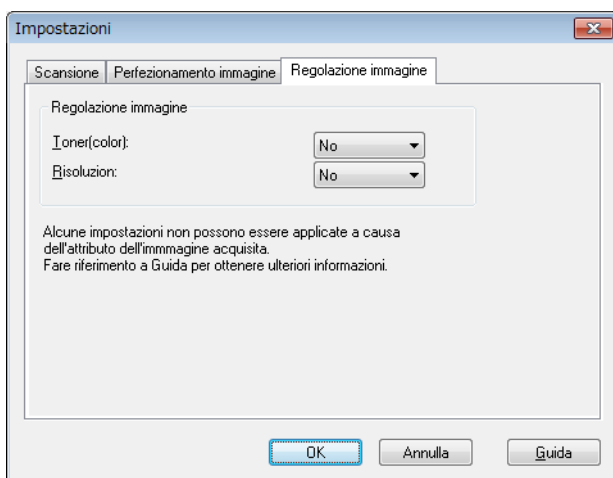 Impostazioni
Scansione Perfezionamento immagine Regolazione immagine
Regolazione immagine
Toner(color): No
Risoluzion: No
Alcune impostazioni non possono essere applicate a causa
dell'attributo dell'immmagine acquisita.
Fare riferimento a Guida per ottenere ulteriori informazioni.
OK Annulla Guida